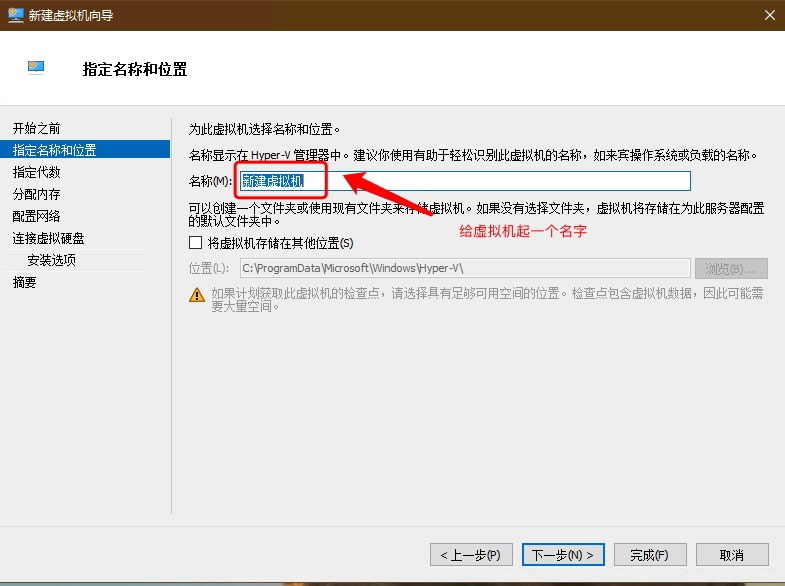 新建虚拟机向导
指定名称和位置
开始之前
指定名称和位置
指定代数
分配内存
配置网络
连接虚拟硬盘
安装选项
摘要
为此虚拟机选择名称和位置。
名称显示在 Hyper-V 管理器中。建议你使用有助于轻松识别此虚拟机的名称，如来宾操作系统或负载的名称。
名称(M): 新建虚拟机
可以创建一个文件夹或使用现有文件夹来存储虚拟机。如果没有选择文件夹，虚拟机将存储在为此服务器配置
的默认文件夹中。
给虚拟机起一个名字
将虚拟机存储在其他位置(S)
位置(L): C:\ProgramData\Microsoft\Windows\Hyper-V\ 浏览(B)...
如果计划获取此虚拟机的检查点，请选择具有足够可用空间的位置。检查点包含虚拟机数据，因此可能需
要大量空间。
< 上一步(P) 下一步(N) > 完成(F) 取消